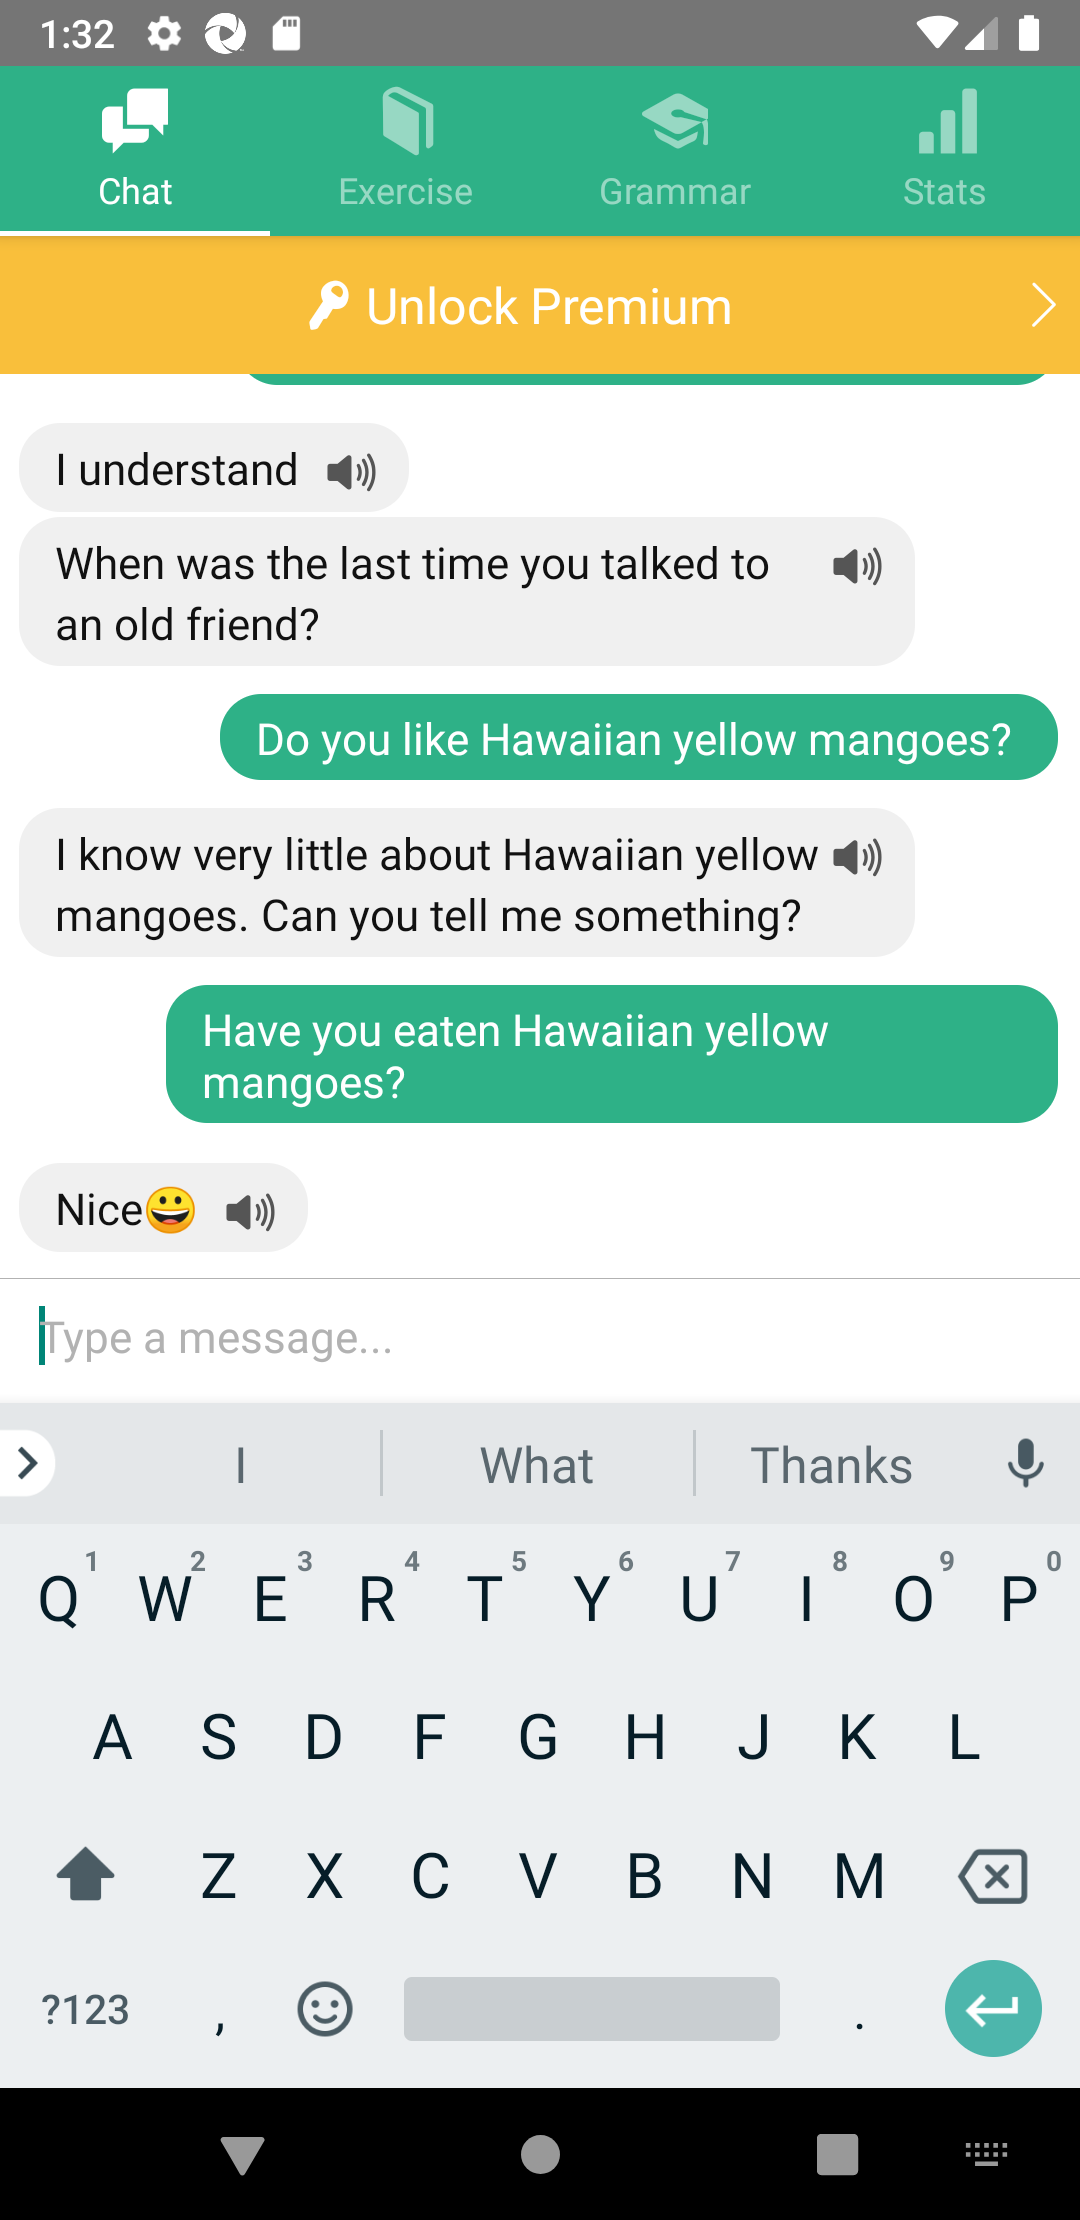 1:32
Chat
Exercise
Grammar
Stats
Unlock Premium
I understand
When was the last time you talked to
an old friend?
Do you like Hawaiian yellow mangoes?
I know very little about Hawaiian yellow
mangoes. Can you tell me something?
Have you eaten Hawaiian yellow
mangoes?
Nice😀
Type a message...
I What Thanks
1 2 3 4 5 6 7 8 9 0
Q W E R T Y U I O P
A S D F G H J K L
Z X C V B N M
?123 , .